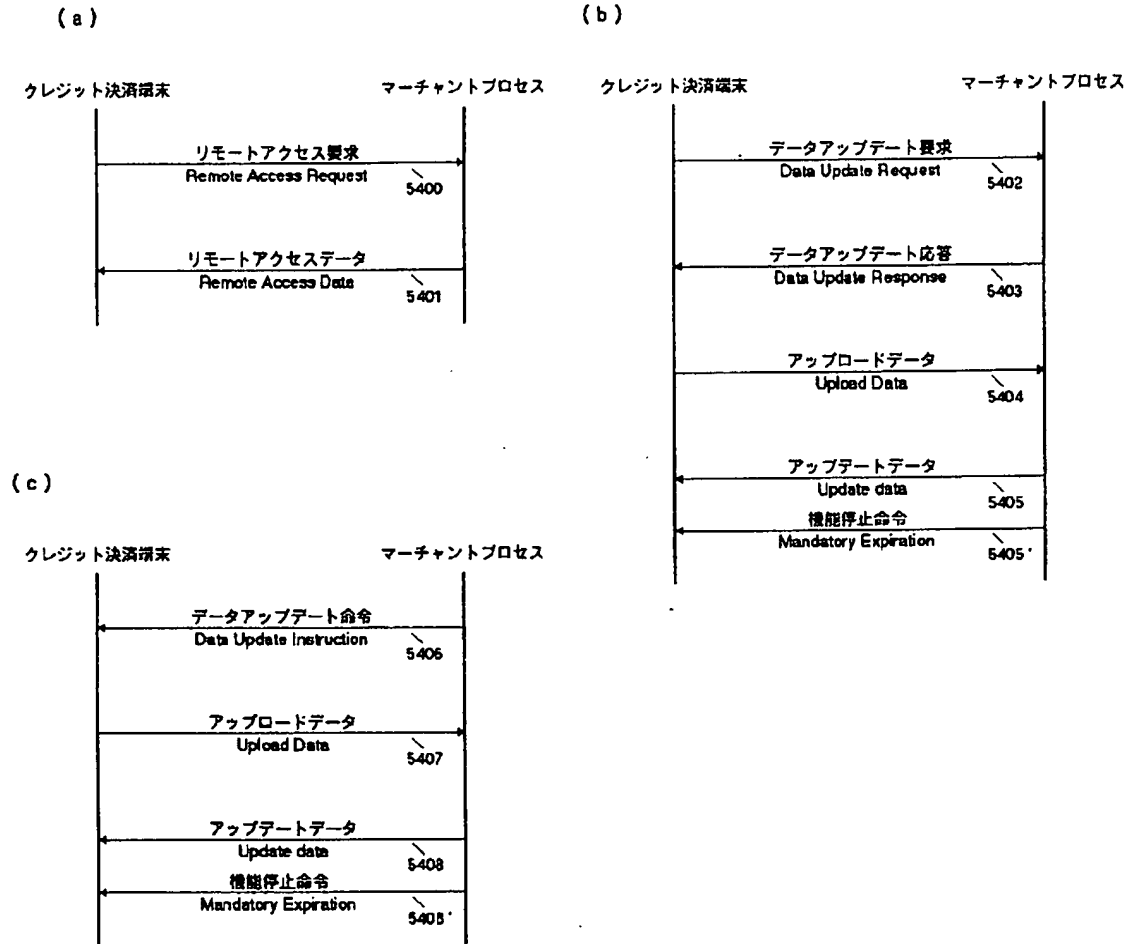 (a)
クレジット決済端末
マーチャントプロセス
リモートアクセス要求
Remote Access Request
5400
リモートアクセスデータ
Remote Access Data
5401
(b)
クレジット決済端末
マーチャントプロセス
データアップデート要求
Data Update Request
5402
データアップデート応答
Data Update Response
5403
アップロードデータ
Upload Data
5404
アップデートデータ
Update data
5405
機能停止命令
Mandatory Expiration
5405'
(c)
クレジット決済端末
マーチャントプロセス
データアップデート命令
Data Update Instruction
5406
アップロードデータ
Upload Data
5407
アップデートデータ
Update data
5408
機能停止命令
Mandatory Expiration
5408'